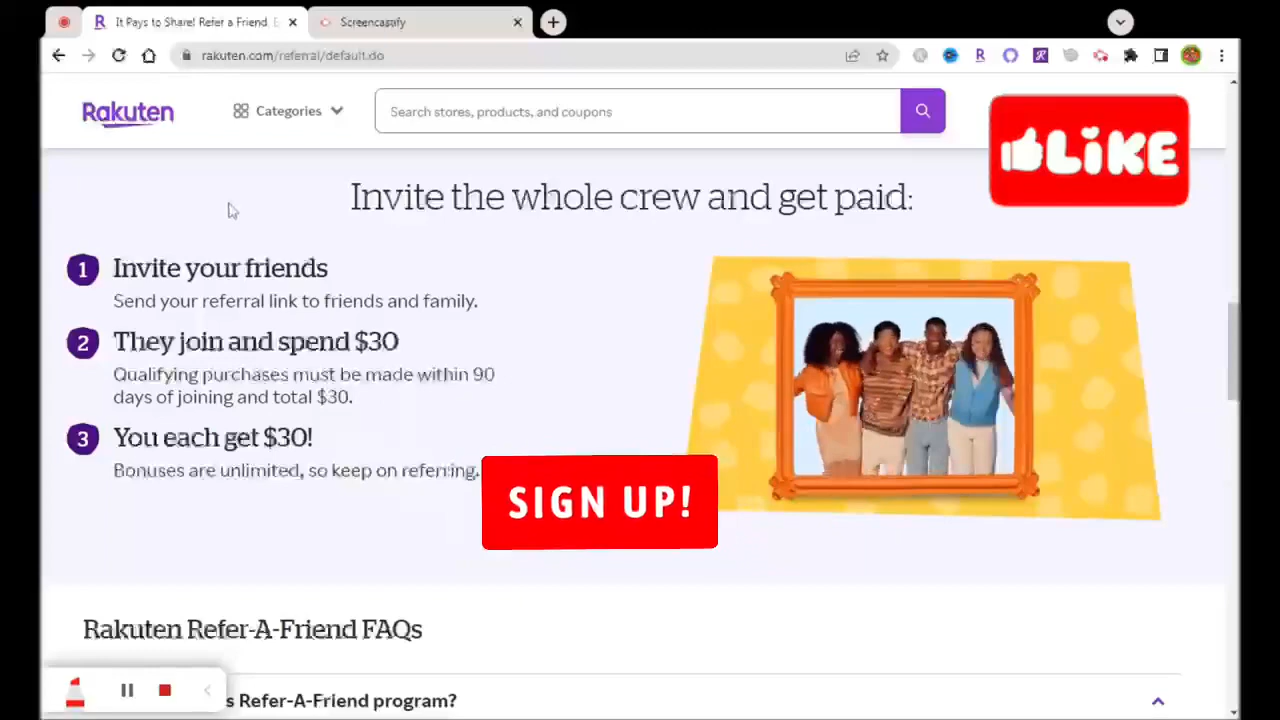 It Pays to Share! Refer a Friend
Screencastify
rakuten.com/referral/default.do
Rakuten
Categories
Search stores, products, and coupons
LiKE
Invite the whole crew and get paid:
1
Invite your friends
Send your referral link to friends and family.
2
They join and spend $30
Qualifying purchases must be made within 90
days of joining and total $30.
3
You each get $30!
Bonuses are unlimited, so keep on referring.
SIGN UP!
Rakuten Refer-A-Friend FAQs
s Refer-A-Friend program?